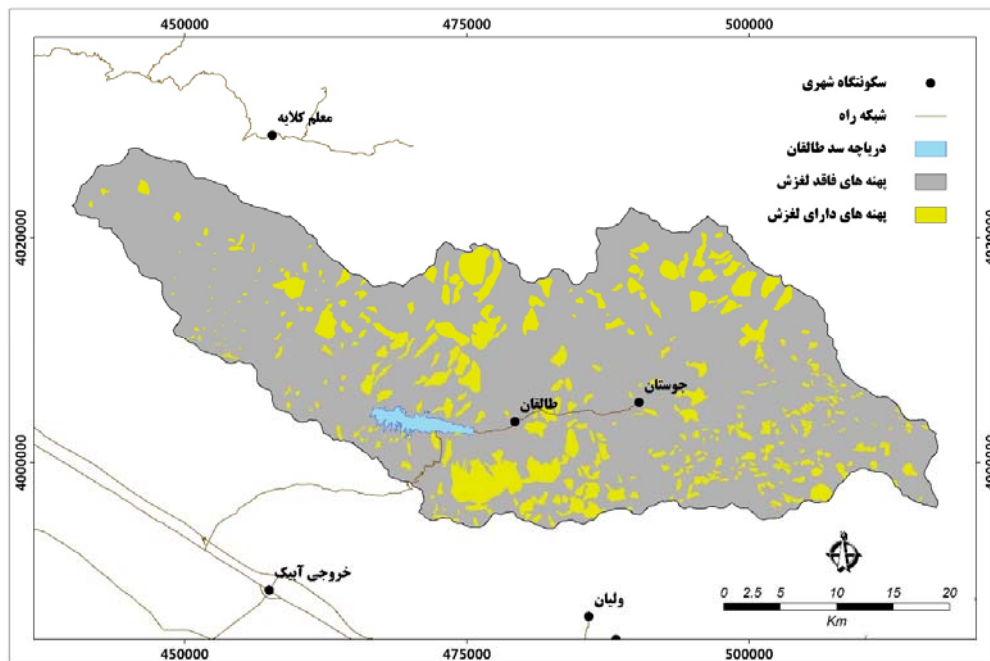 450000 475000 500000
سکونتگاه شهری
شبکه راه
دریاچه سد طالقان
پهنه های فاقد لغزش
پهنه های دارای لغزش
معلم کلایه
4020000 4020000
جوستان
طالقان
4000000 4000000
خروجی آبیک
ولیان
0 2.5 5 10 15 20
Km
450000 475000 500000